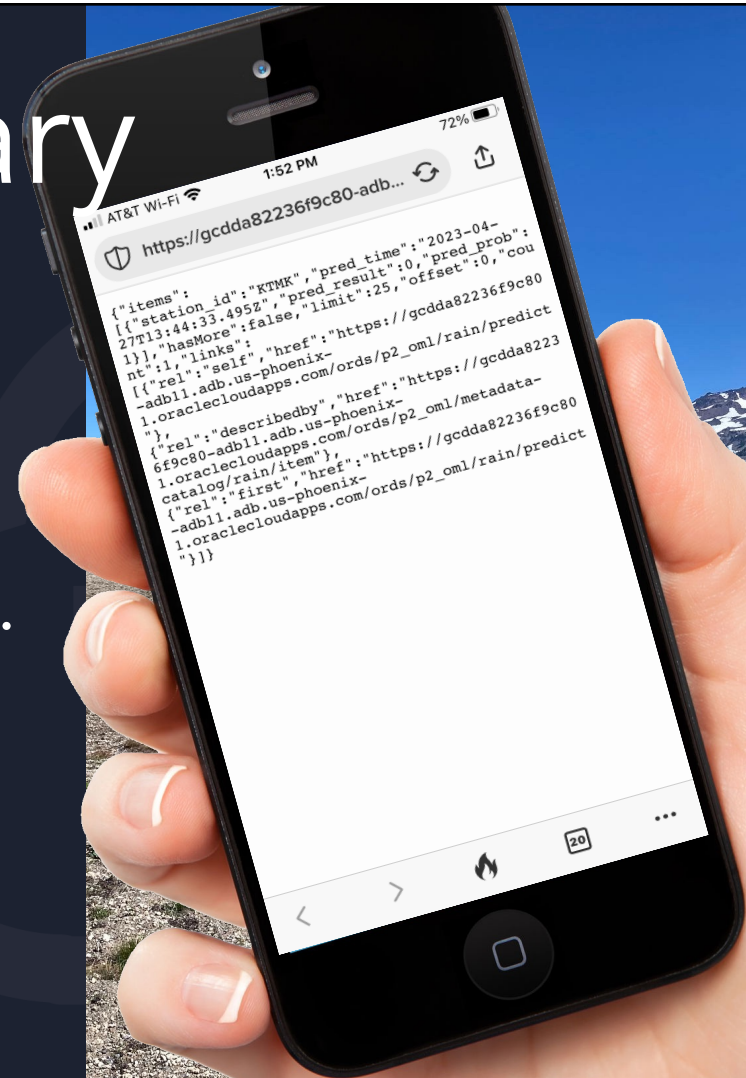 ary
.
AT&T Wi-Fi
1:52 PM
72%
https://gcdda82236f9c80-adb...
{"items":
[{"station_id":"KTMK","pred_time":"2023-04-
27T13:44:33.495Z","pred_result":0,"pred_prob":
1}],"hasMore":false,"limit":25,"offset":0,"cou
nt":1,"links":
[{"rel":"self","href":"https://gcdda82236f9c80
-adb11.adb.us-phoenix-
1.oraclecloudapps.com/ords/p2_oml/rain/predict
"},
{"rel":"describedby","href":"https://gcdda8223
6f9c80-adb11.adb.us-phoenix-
1.oraclecloudapps.com/ords/p2_oml/metadata-
catalog/rain/item"},
{"rel":"first","href":"https://gcdda82236f9c80
-adb11.adb.us-phoenix-
1.oraclecloudapps.com/ords/p2_oml/rain/predict
"}]}
20